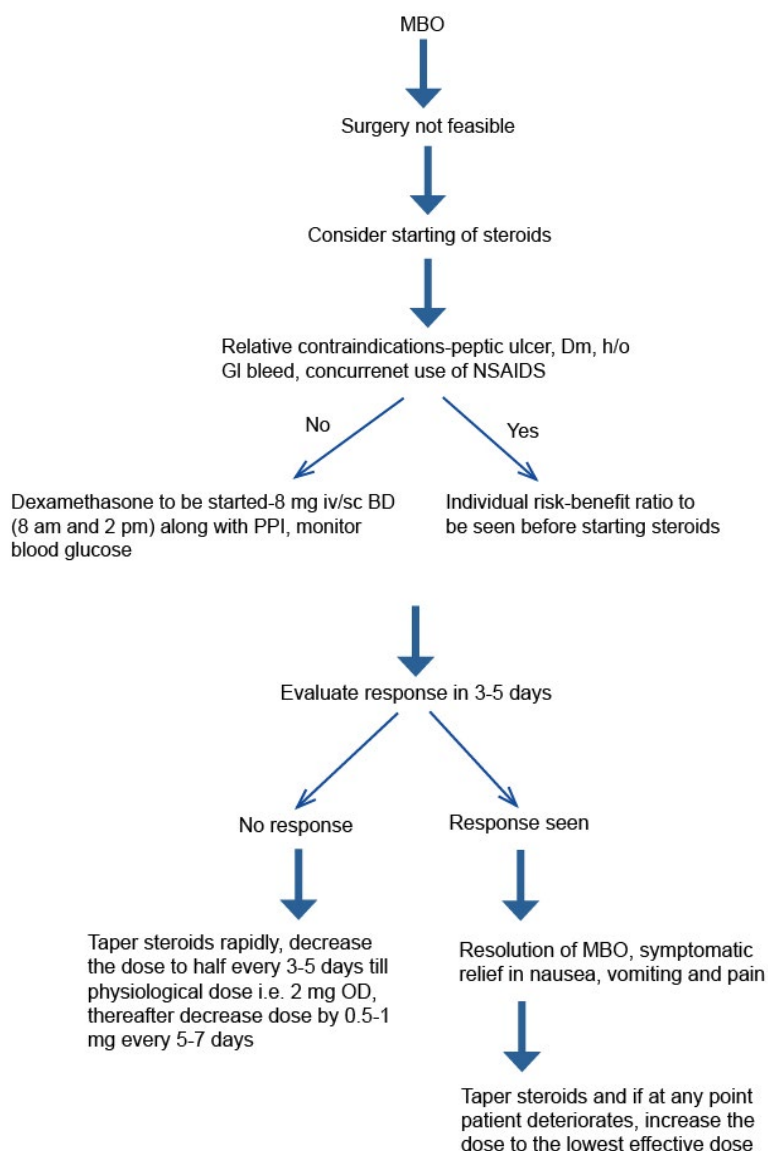 MBO
Surgery not feasible
Consider starting of steroids
Relative contraindications-peptic ulcer, Dm, h/o
GI bleed, concurrenet use of NSAIDS
No
Yes
Dexamethasone to be started-8 mg iv/sc BD
(8 am and 2 pm) along with PPI, monitor
blood glucose
Individual risk-benefit ratio to
be seen before starting steroids
Evaluate response in 3-5 days
No response
Response seen
Taper steroids rapidly, decrease
the dose to half every 3-5 days till
physiological dose i.e. 2 mg OD,
thereafter decrease dose by 0.5-1
mg every 5-7 days
Resolution of MBO, symptomatic
relief in nausea, vomiting and pain
Taper steroids and if at any point
patient deteriorates, increase the
dose to the lowest effective dose